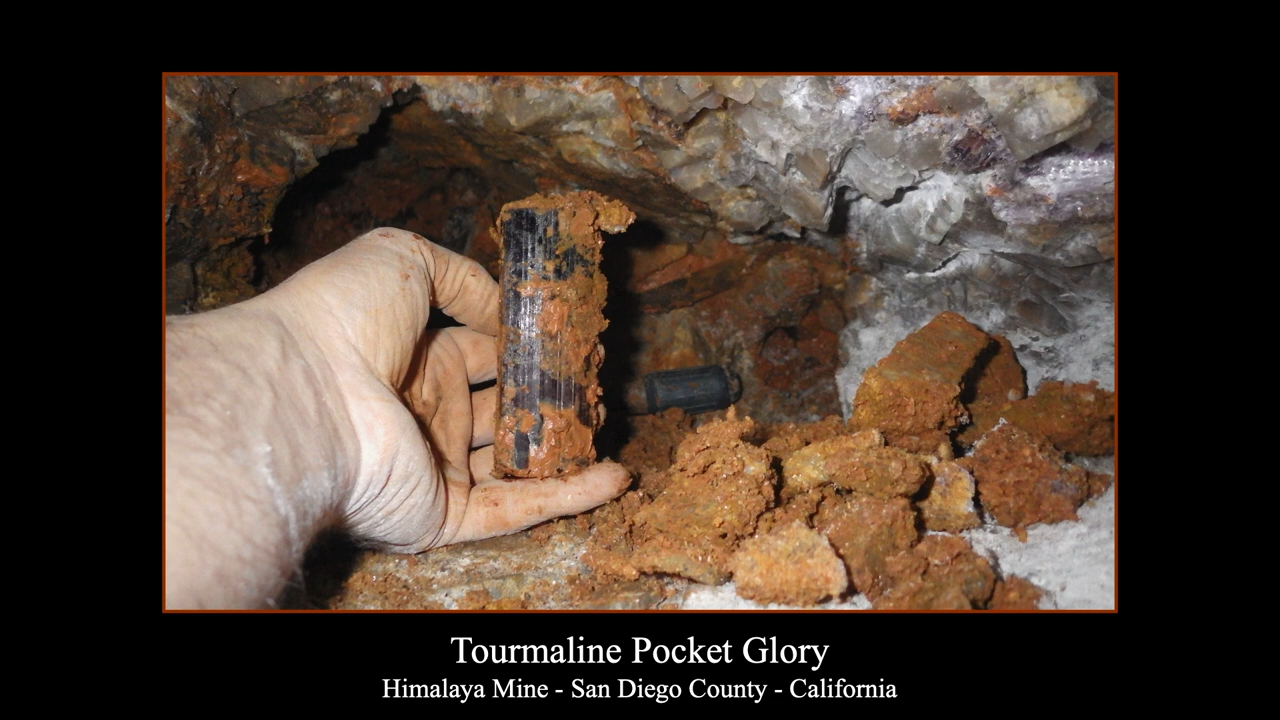 Tourmaline Pocket Glory
Himalaya Mine - San Diego County - California